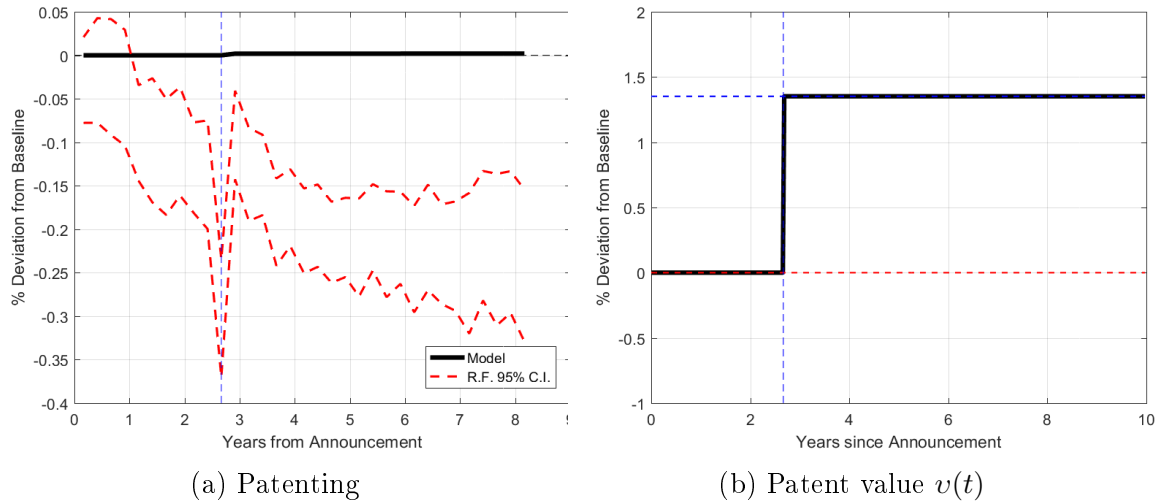 0.05
0
-0.05
-0.1
-0.15
-0.2
-0.25
-0.3
-0.35
-0.4
% Deviation from Baseline
0 1 2 3 4 5 6 7 8 9
Years from Announcement
Model
R.F. 95% C.I.
(a) Patenting
2
1.5
1
0.5
0
-0.5
-1
% Deviation from Baseline
0 2 4 6 8 10
Years since Announcement
(b) Patent value v(t)